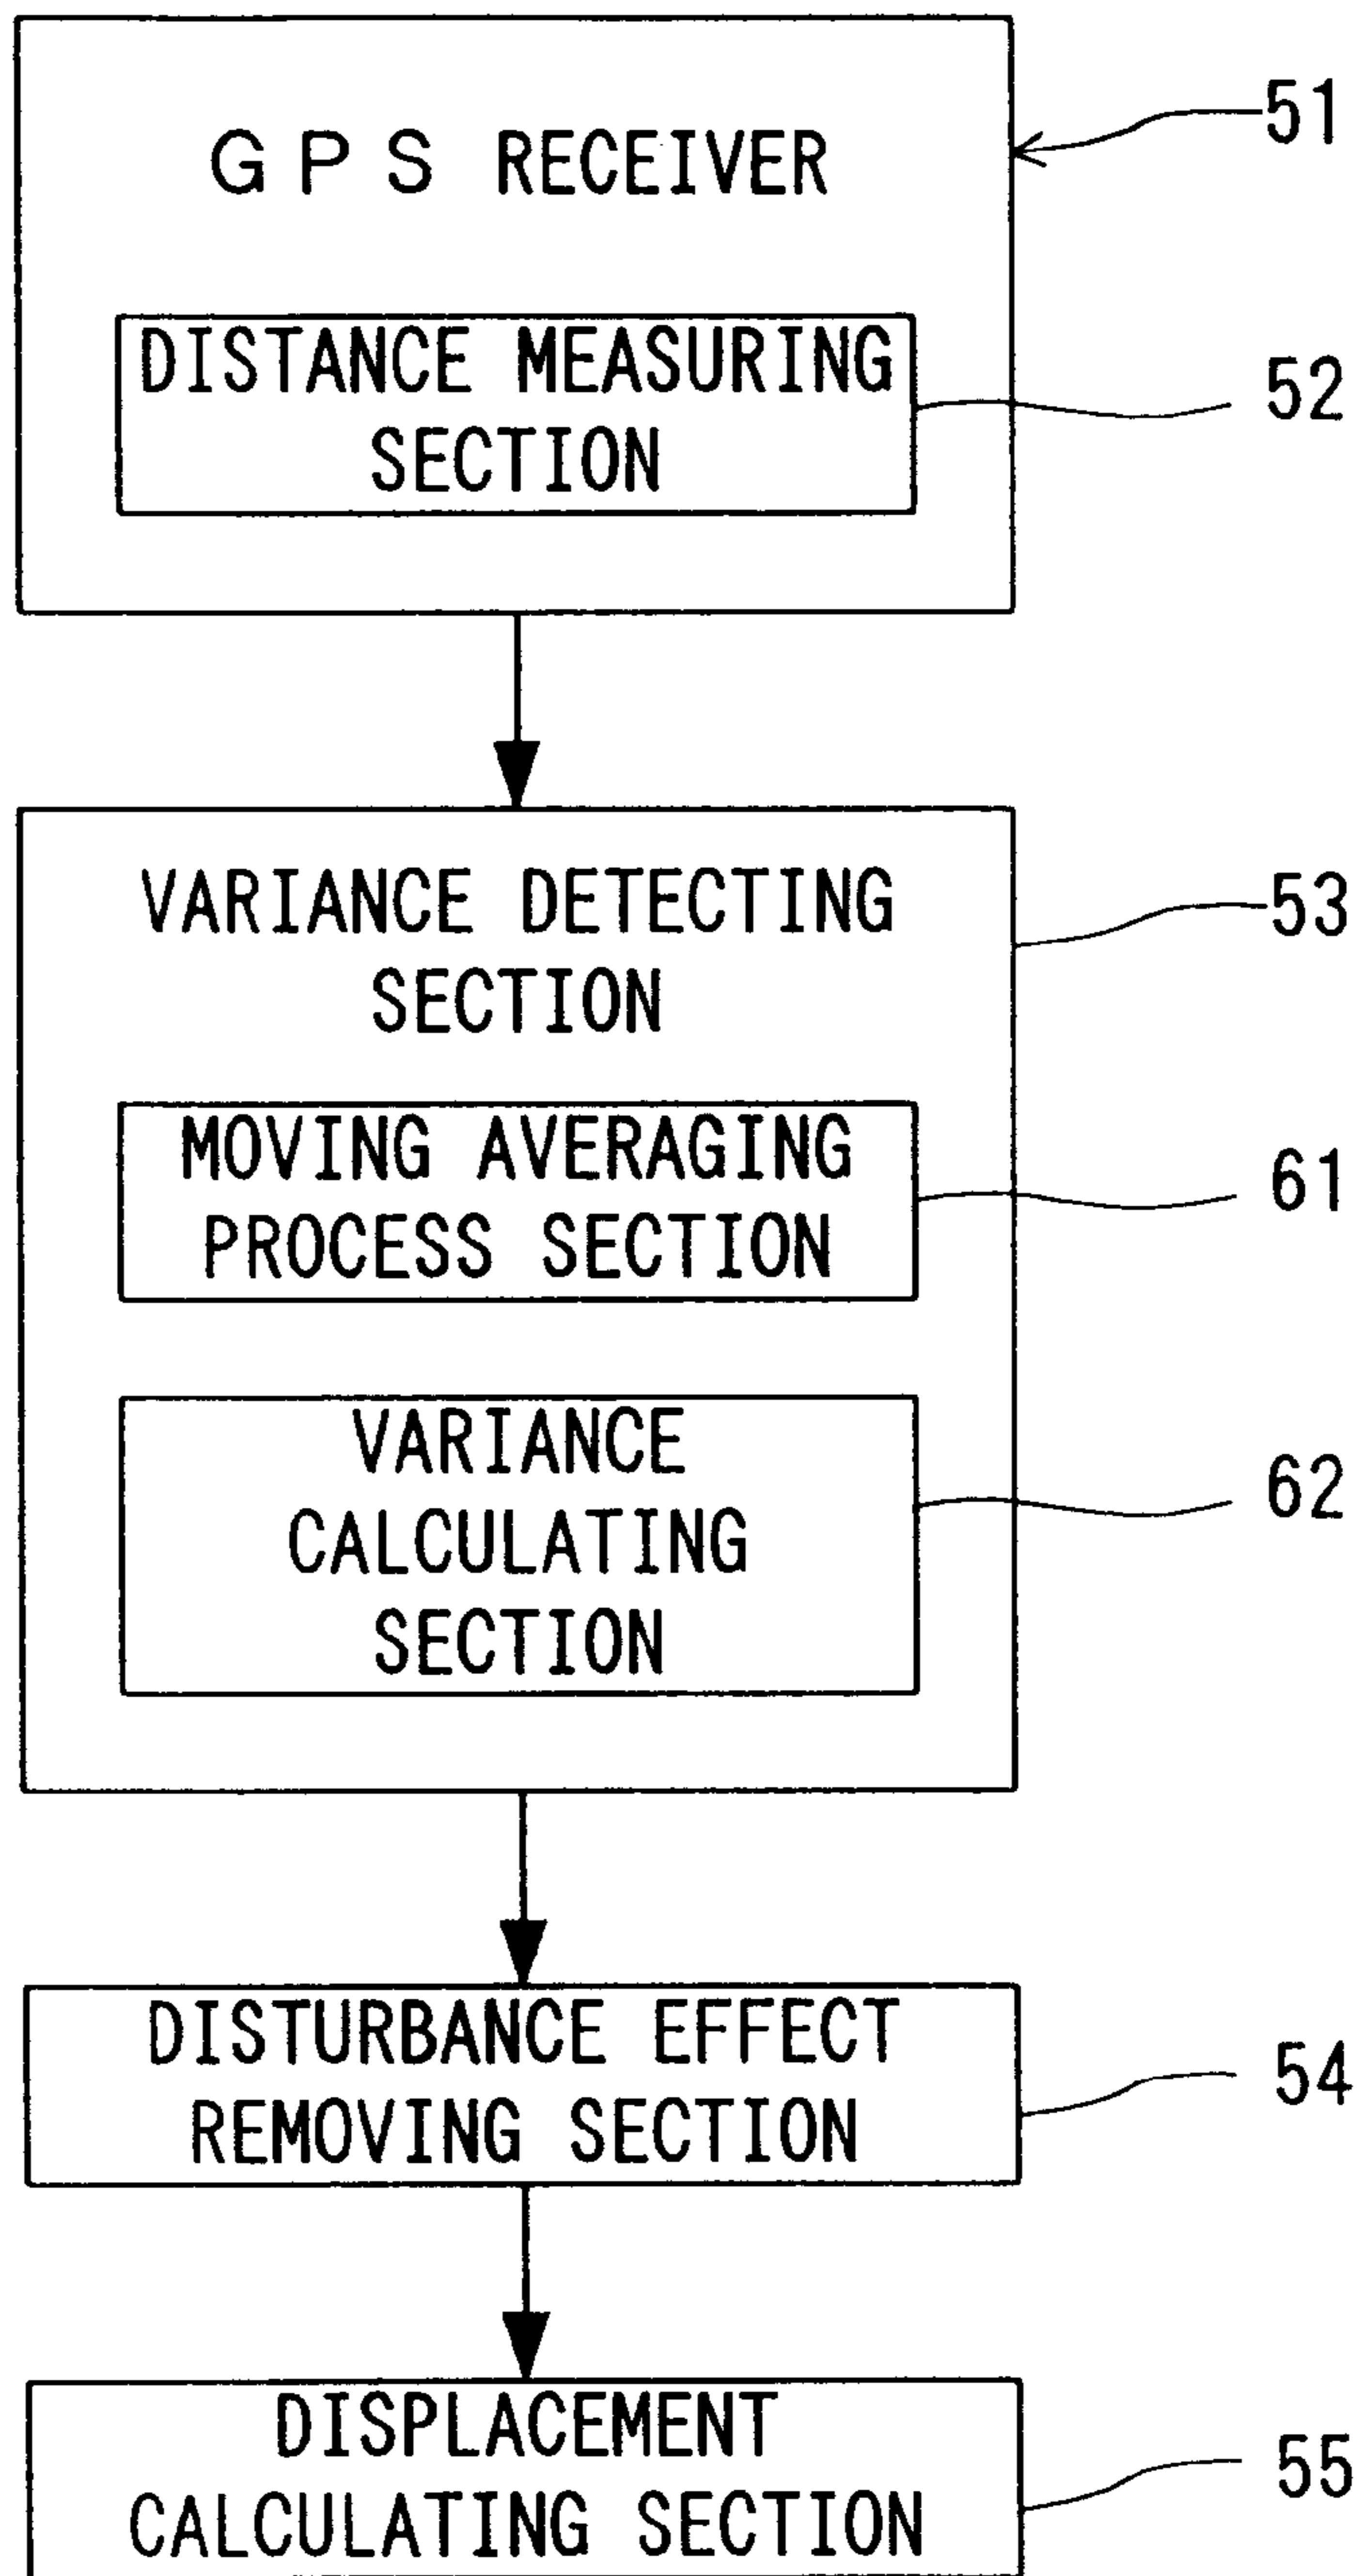 GPS RECEIVER
51
DISTANCE MEASURING
SECTION
52
VARIANCE DETECTING
SECTION
53
MOVING AVERAGING
PROCESS SECTION
61
VARIANCE
CALCULATING
SECTION
62
DISTURBANCE EFFECT
REMOVING SECTION
54
DISPLACEMENT
CALCULATING SECTION
55